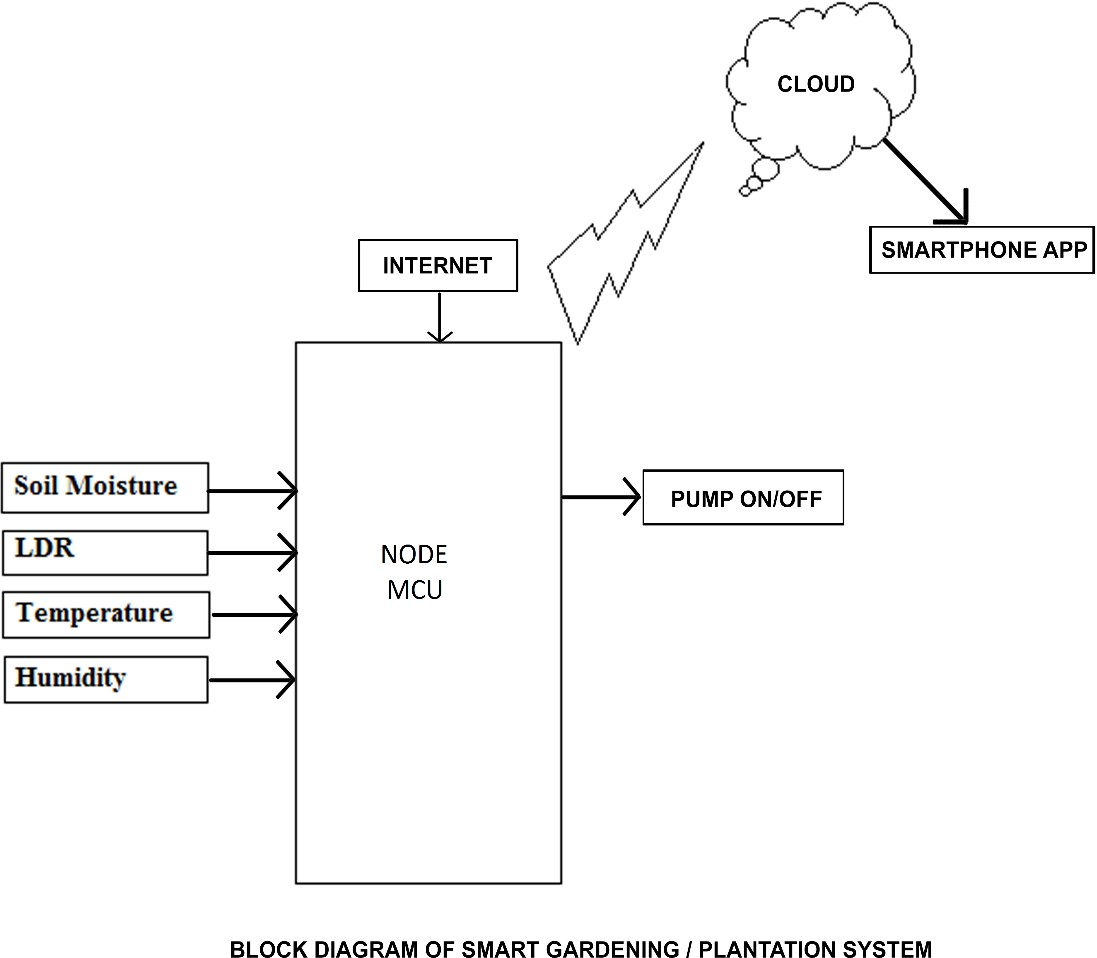 CLOUD
SMARTPHONE APP
INTERNET
Soil Moisture
LDR
Temperature
Humidity
NODE
MCU
PUMP ON/OFF
BLOCK DIAGRAM OF SMART GARDENING / PLANTATION SYSTEM